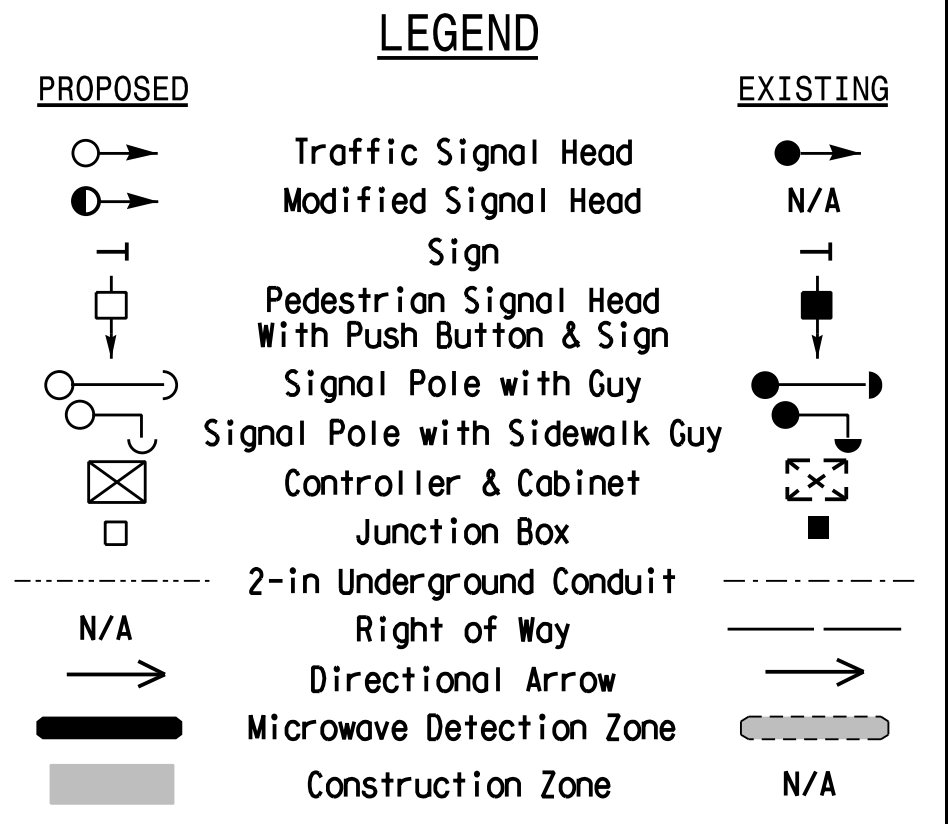 LEGEND
PROPOSED EXISTING
Traffic Signal Head
Modified Signal Head N/A
Sign
Pedestrian Signal Head
With Push Button & Sign
Signal Pole with Guy
Signal Pole with Sidewalk Guy
Controller & Cabinet
Junction Box
2-in Underground Conduit
N/A Right of Way
Directional Arrow
Microwave Detection Zone
Construction Zone N/A